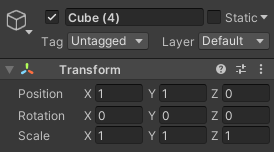 Cube (4) Static
Tag Untagged Layer Default
Transform
Position X 1 Y 1 Z 0
Rotation X 0 Y 0 Z 0
Scale X 1 Y 1 Z 1